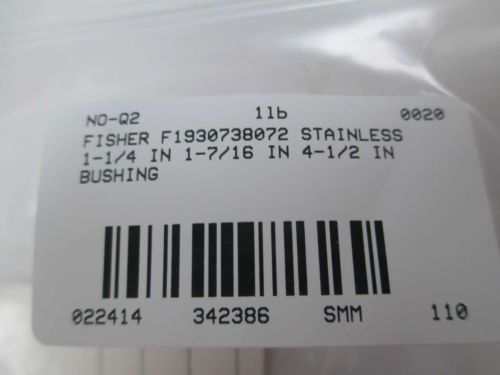 NO-Q2 1lb 0020
FISHER F1930738072 STAINLESS
1-1/4 IN 1-7/16 IN 4-1/2 IN
BUSHING
022414 342386 SMM 110